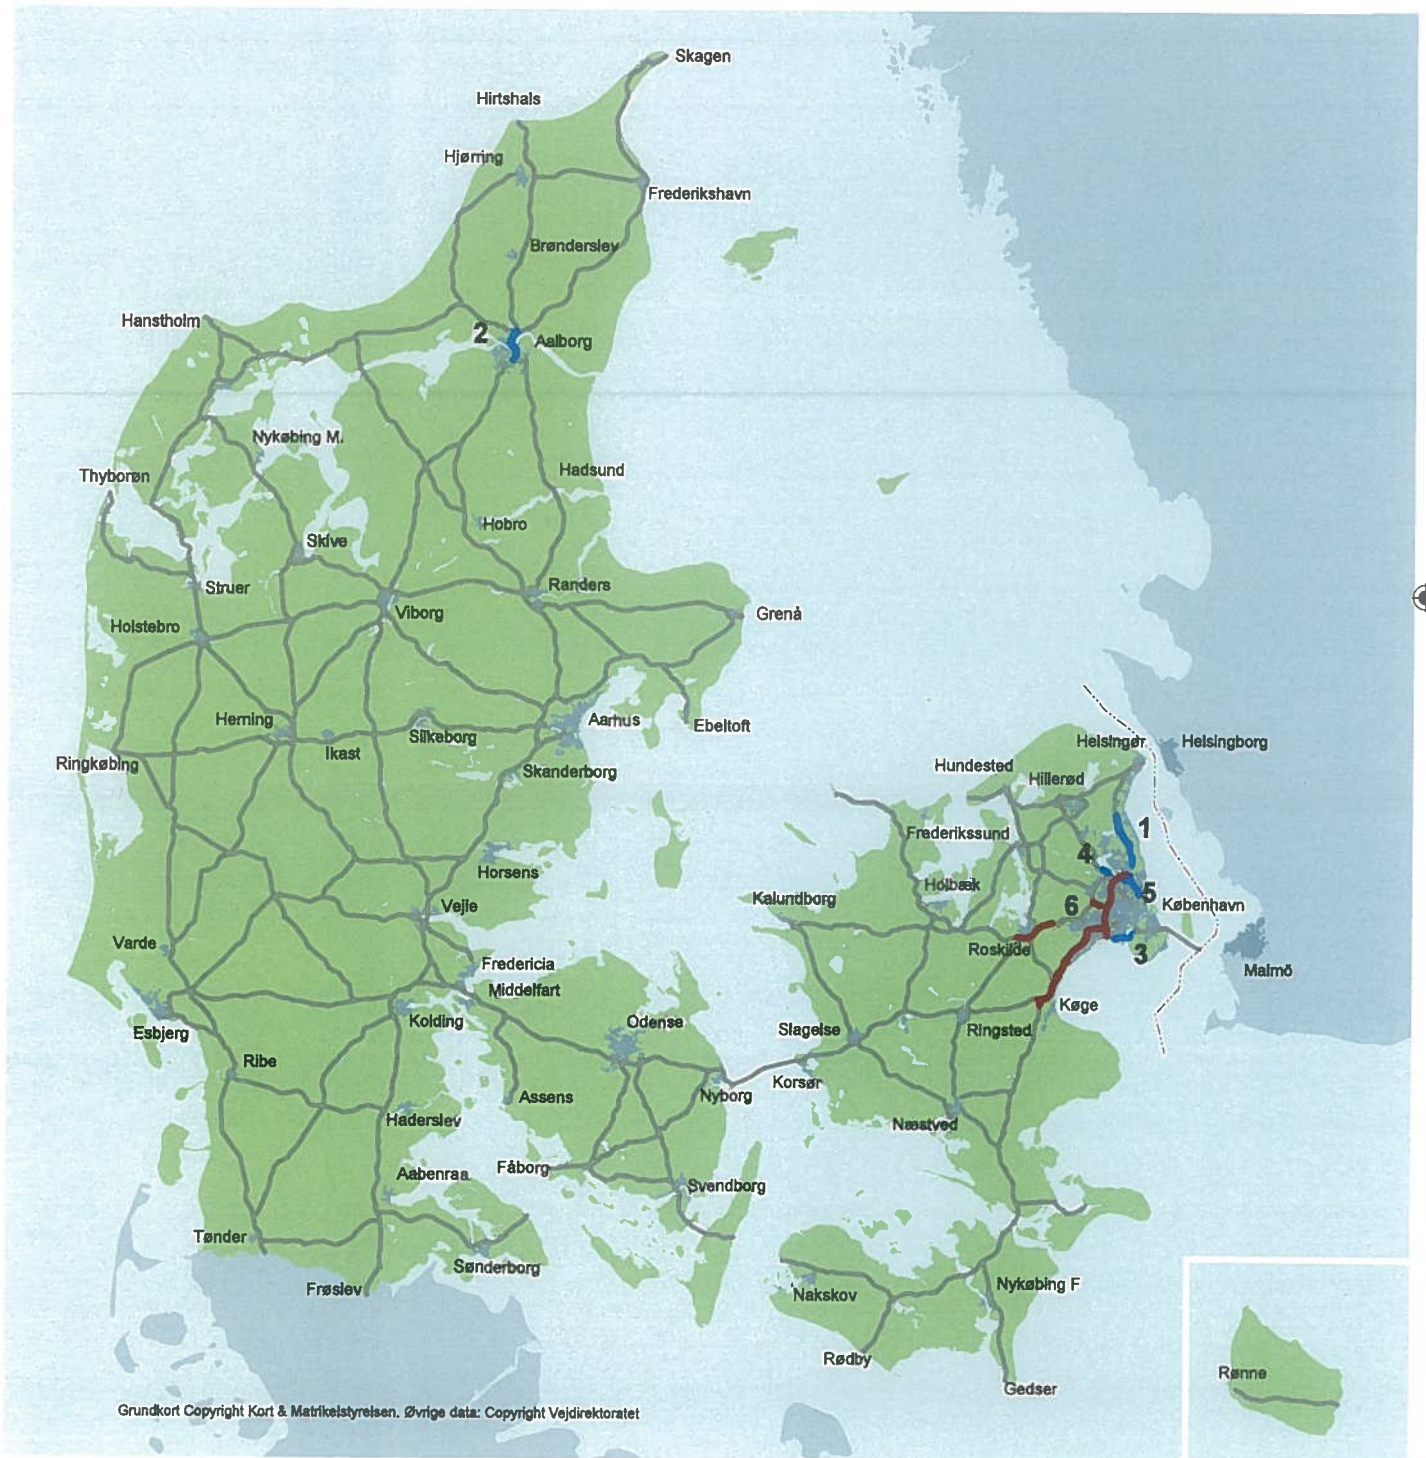 Skagen
Hirtshals
Hjørring
Frederikshavn
Brønderslev
Hanstholm
2
Aalborg
Nykøbing M.
Thyborøn
Hadsund
Hobro
Skive
Struer
Randers
Viborg
Grenå
Holstebro
Herning
Aarhus
Silkeborg
Ebeltoft
Ikast
Ringkøbing
Skanderborg
Helsingør
Helsingborg
Hundested
Hillerød
1
Frederikssund
4
Horsens
Holbæk
5
Kalundborg
6
København
Vejle
Varde
Roskilde
3
Fredericia
Malmö
Middelfart
Køge
Kolding
Odense
Slagelse
Ringsted
Esbjerg
Ribe
Korsør
Nyborg
Assens
Haderslev
Næstved
Fåborg
Aabenraa
Svendborg
Tønder
Sønderborg
Frøslev
Nykøbing F
Nakskov
Rødby
Rønne
Gedser
Grundkort Copyright Kort & Matrikelstyrelsen. Øvrige data: Copyright Vejdirektoratet